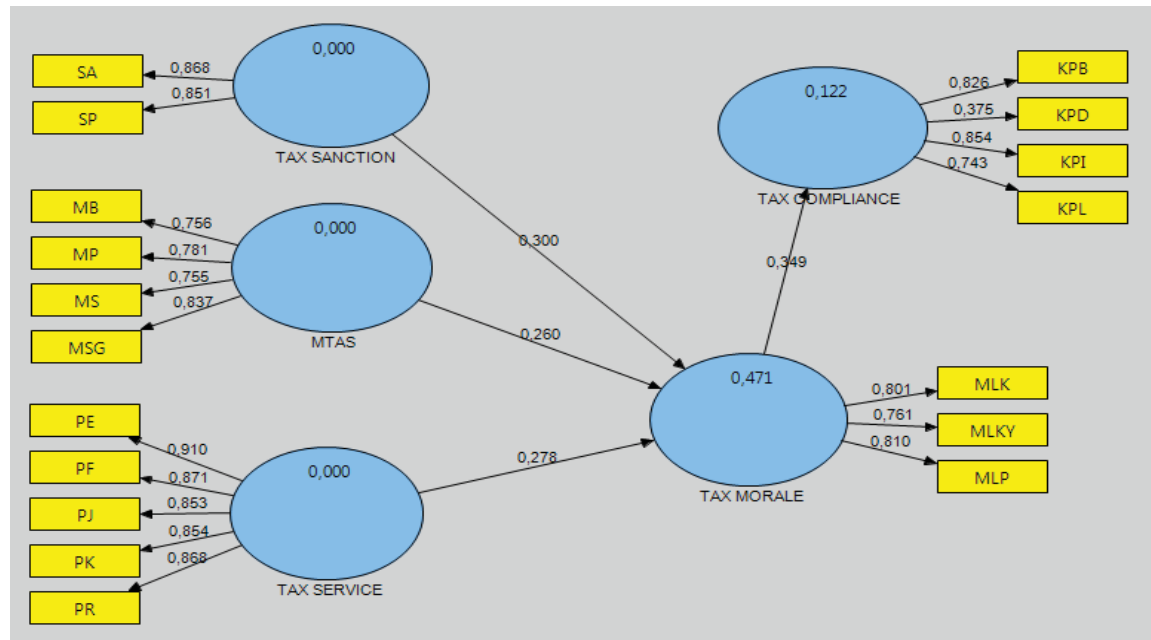 0,000
SA
0,868
SP
0,851
TAX SANCTION
MB
0,756
MP
0,781
MS
0,755
MSG
0,837
0,000
MTAS
PE
0,910
PF
0,871
PJ
0,853
PK
0,854
PR
0,868
0,000
TAX SERVICE
0,300
0,260
0,278
0,471
TAX MORALE
0,801
MLK
0,761
MLKY
0,810
MLP
0,349
0,122
TAX COMPLIANCE
0,826
KPB
0,375
KPD
0,854
KPI
0,743
KPL